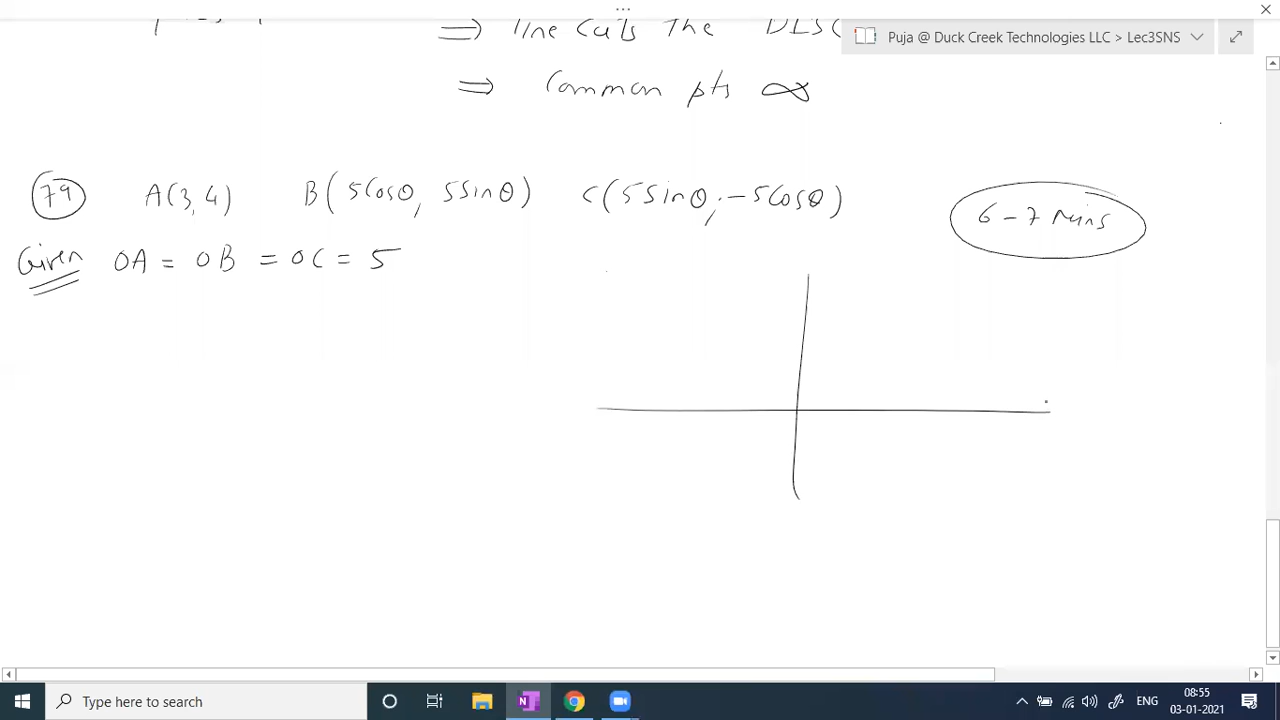 ⇒ line cuts the DISC
Puja @ Duck Creek Technologies LLC > Lec3SNS
⇒ Common pts ∞
79 A(3,4) B(5Cosθ, 5Sinθ) C(5Sinθ, -5Cosθ)
6-7 Mins
Given OA = OB = OC = 5
Type here to search
ENG
08:55
03-01-2021